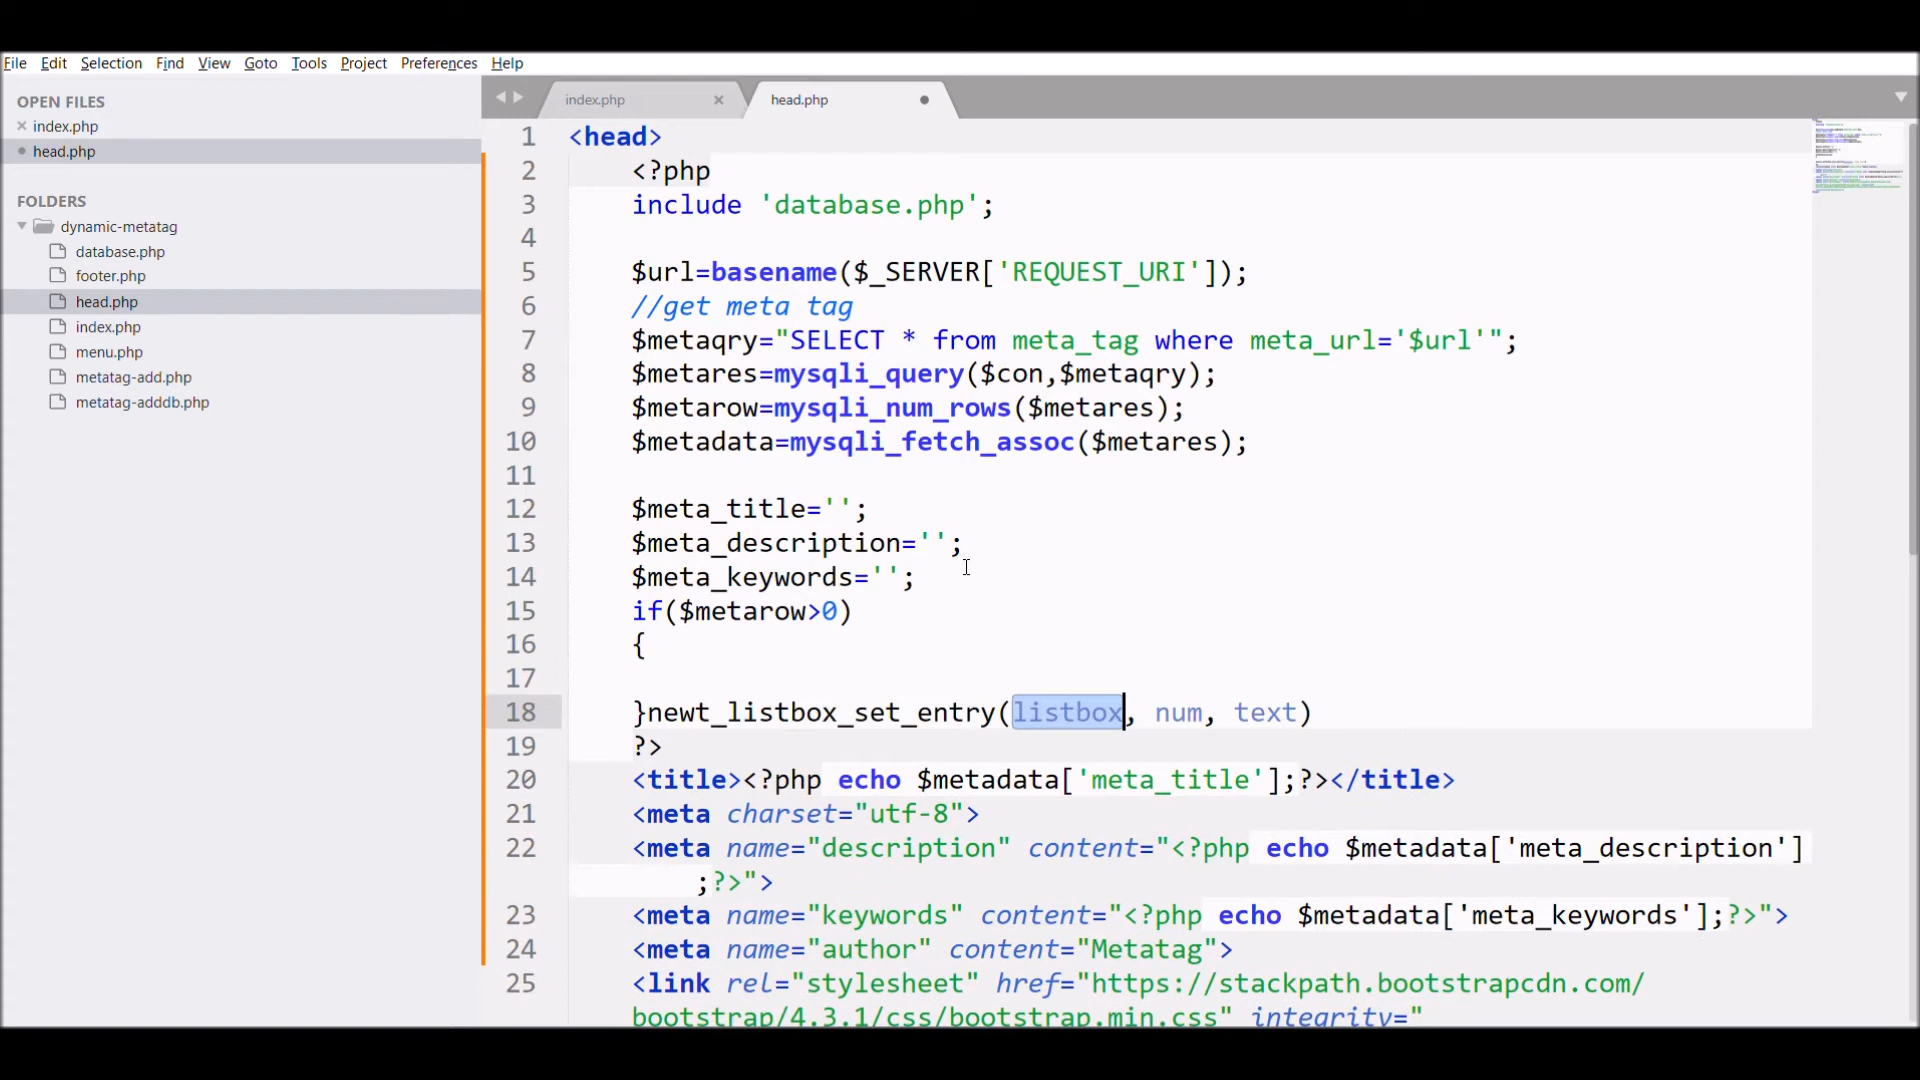 File Edit Selection Find View Goto Tools Project Preferences Help
OPEN FILES
index.php
head.php
FOLDERS
dynamic-metatag
database.php
footer.php
head.php
index.php
menu.php
metatag-add.php
metatag-adddb.php
index.php
head.php
1 <head>
2 <?php
3 include 'database.php';
4
5 $url=basename($_SERVER['REQUEST_URI']);
6 //get meta tag
7 $metaqry="SELECT * from meta_tag where meta_url='$url'";
8 $metares=mysqli_query($con,$metaqry);
9 $metarow=mysqli_num_rows($metares);
10 $metadata=mysqli_fetch_assoc($metares);
11
12 $meta_title='';
13 $meta_description='';
14 $meta_keywords='';
15 if($metarow>0)
16 {
17
18 }newt_listbox_set_entry(listbox, num, text)
19 ?>
20 <title><?php echo $metadata['meta_title'];?></title>
21 <meta charset="utf-8">
22 <meta name="description" content="<?php echo $metadata['meta_description']
;?>">
23 <meta name="keywords" content="<?php echo $metadata['meta_keywords'];?>">
24 <meta name="author" content="Metatag">
25 <link rel="stylesheet" href="https://stackpath.bootstrapcdn.com/
bootstrap/4.3.1/css/bootstrap.min.css" integrity="